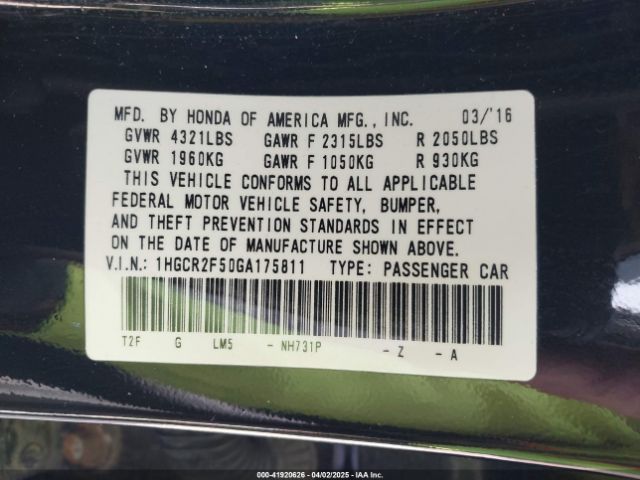 MFD. BY HONDA OF AMERICA MFG., INC. 03/'16
GVWR 4321LBS GAWR F 2315LBS R 2050LBS
GVWR 1960KG GAWR F 1050KG R 930KG
THIS VEHICLE CONFORMS TO ALL APPLICABLE
FEDERAL MOTOR VEHICLE SAFETY, BUMPER,
AND THEFT PREVENTION STANDARDS IN EFFECT
ON THE DATE OF MANUFACTURE SHOWN ABOVE.
V.I.N.: 1HGCR2F50GA175811 TYPE: PASSENGER CAR
T2F G LM5 - NH731P - Z - A
000-41920626 - 04/02/2025 - IAA Inc.